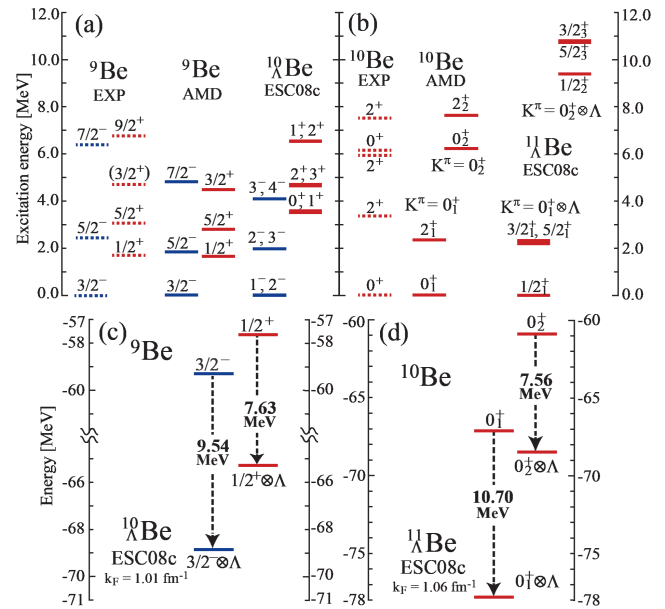 (a)
12.0
10.0
8.0
6.0
4.0
2.0
0.0
Excitation energy [MeV]
⁹Be
EXP
⁹Be
AMD
¹⁰ΛBe
ESC08c
7/2⁻
9/2⁺
(3/2⁺)
5/2⁺
5/2⁻
1/2⁺
3/2⁻
7/2⁻
3/2⁺
5/2⁺
5/2⁻
1/2⁺
3/2⁻
1⁺, 2⁺
2⁺, 3⁺
3⁻, 4⁻
0⁺, 1⁺
2⁻, 3⁻
1⁻, 2⁻
(b)
12.0
10.0
8.0
6.0
4.0
2.0
0.0
¹⁰Be
EXP
¹⁰Be
AMD
¹¹ΛBe
ESC08c
2⁺
0⁺
2⁺
2⁺
0⁺
2⁺₂
0⁺₂
K^π = 0⁺₂
K^π = 0⁺₁
2⁺₁
0⁺₁
3/2⁺₃
5/2⁺₃
1/2⁺₂
K^π = 0⁺₂⊗Λ
K^π = 0⁺₁⊗Λ
3/2⁺₁, 5/2⁺₁
1/2⁺₁
(c)
-57
-58
-60
-66
-68
-70
-71
Energy [MeV]
⁹Be
1/2⁺
3/2⁻
7.63
MeV
9.54
MeV
1/2⁺⊗Λ
3/2⁻⊗Λ
¹⁰ΛBe
ESC08c
k_F = 1.01 fm⁻¹
-57
-58
-60
-66
-68
-70
-71
(d)
-60
-65
-70
-75
-78
¹⁰Be
0⁺₂
7.56
MeV
0⁺₁
0⁺₂⊗Λ
10.70
MeV
¹¹ΛBe
ESC08c
k_F = 1.06 fm⁻¹
0⁺₁⊗Λ
-60
-65
-70
-75
-78